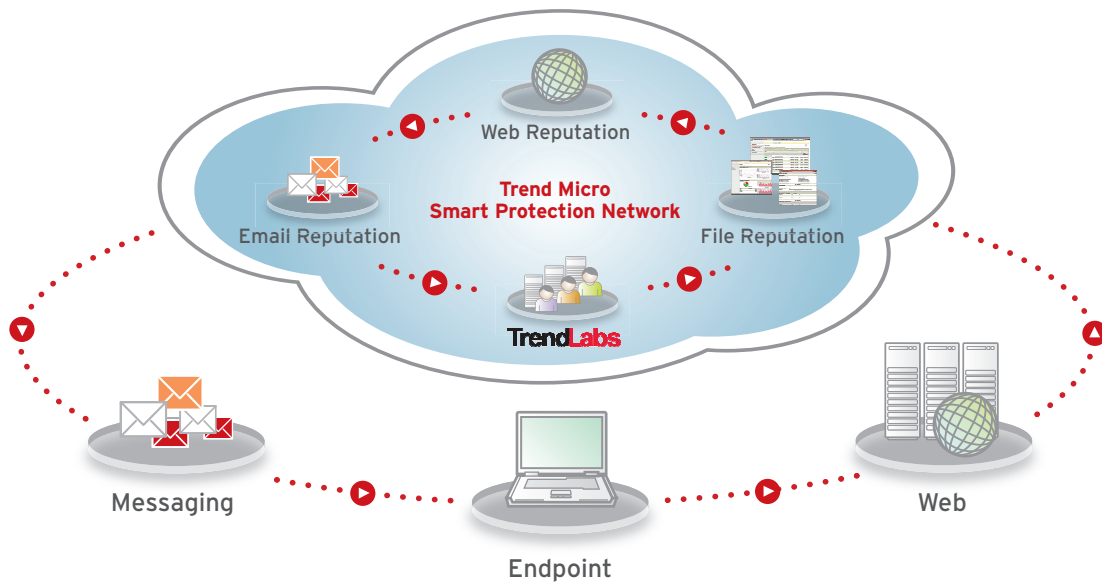 Web Reputation
Trend Micro
Smart Protection Network
Email Reputation
File Reputation
TrendLabs
Messaging
Web
Endpoint